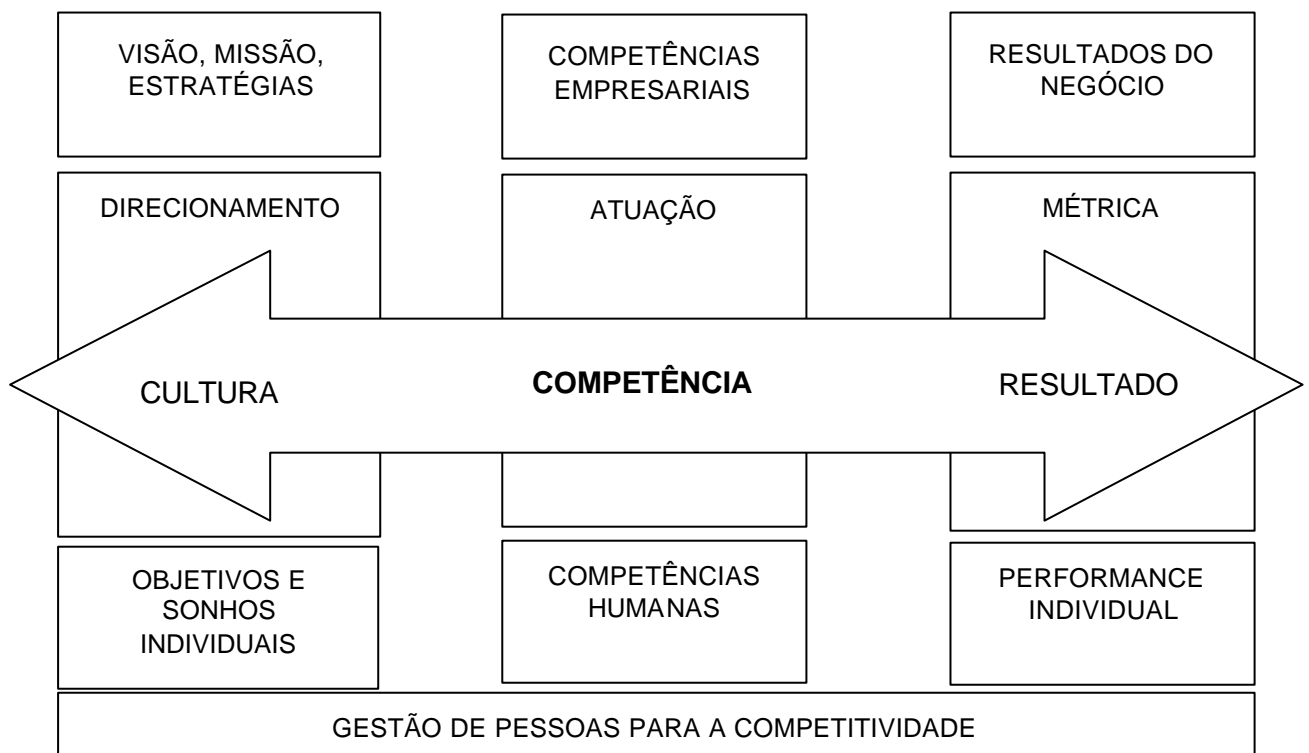 VISÃO, MISSÃO,
ESTRATÉGIAS
COMPETÊNCIAS
EMPRESARIAIS
RESULTADOS DO
NEGÓCIO
DIRECIONAMENTO
ATUAÇÃO
MÉTRICA
CULTURA
COMPETÊNCIA
RESULTADO
OBJETIVOS E
SONHOS
INDIVIDUAIS
COMPETÊNCIAS
HUMANAS
PERFORMANCE
INDIVIDUAL
GESTÃO DE PESSOAS PARA A COMPETITIVIDADE